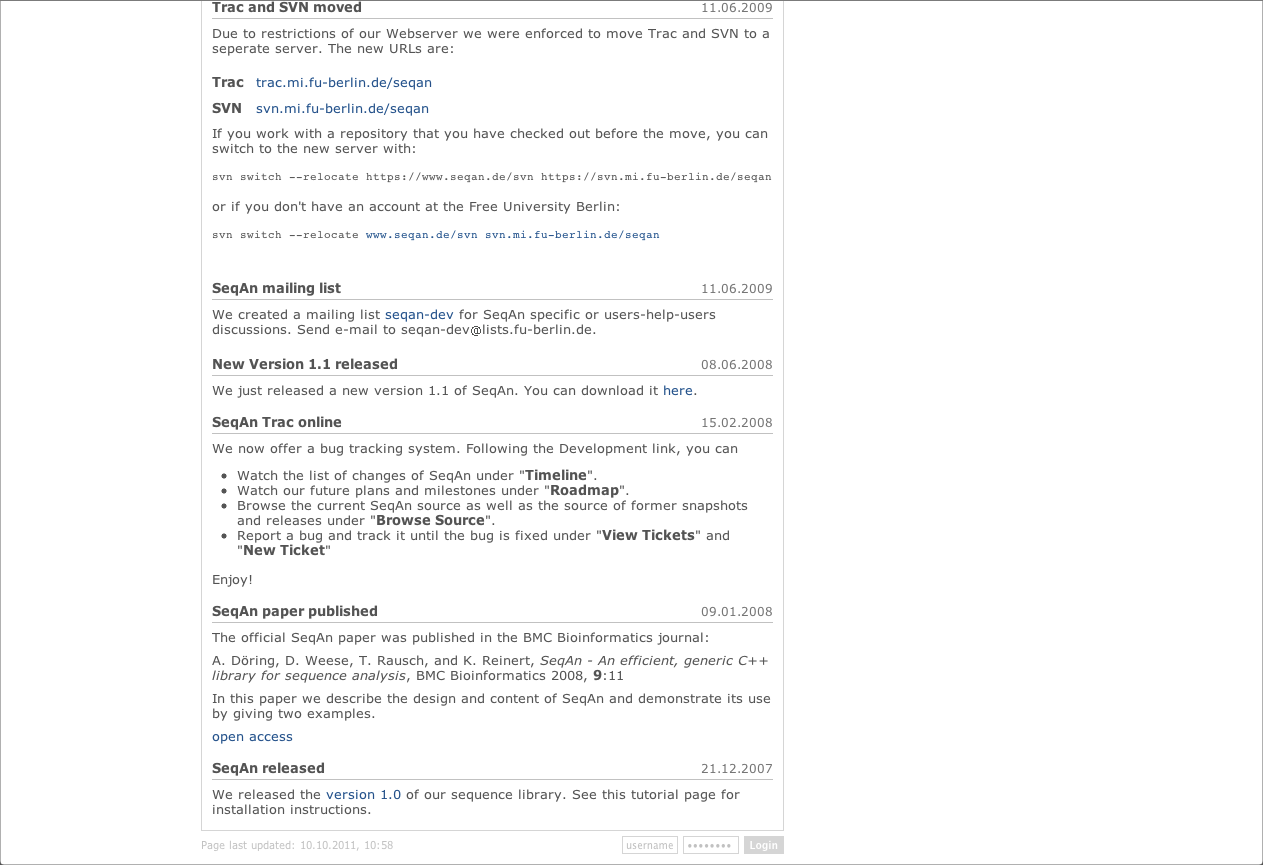 Trac and SVN moved 11.06.2009
Due to restrictions of our Webserver we were enforced to move Trac and SVN to a
seperate server. The new URLs are:
Trac trac.mi.fu-berlin.de/seqan
SVN svn.mi.fu-berlin.de/seqan
If you work with a repository that you have checked out before the move, you can
switch to the new server with:
svn switch --relocate https://www.seqan.de/svn https://svn.mi.fu-berlin.de/seqan
or if you don't have an account at the Free University Berlin:
svn switch --relocate www.seqan.de/svn svn.mi.fu-berlin.de/seqan
SeqAn mailing list 11.06.2009
We created a mailing list seqan-dev for SeqAn specific or users-help-users
discussions. Send e-mail to seqan-dev@lists.fu-berlin.de.
New Version 1.1 released 08.06.2008
We just released a new version 1.1 of SeqAn. You can download it here.
SeqAn Trac online 15.02.2008
We now offer a bug tracking system. Following the Development link, you can
• Watch the list of changes of SeqAn under "Timeline".
• Watch our future plans and milestones under "Roadmap".
• Browse the current SeqAn source as well as the source of former snapshots
and releases under "Browse Source".
• Report a bug and track it until the bug is fixed under "View Tickets" and
"New Ticket"
Enjoy!
SeqAn paper published 09.01.2008
The official SeqAn paper was published in the BMC Bioinformatics journal:
A. Döring, D. Weese, T. Rausch, and K. Reinert, SeqAn - An efficient, generic C++
library for sequence analysis, BMC Bioinformatics 2008, 9:11
In this paper we describe the design and content of SeqAn and demonstrate its use
by giving two examples.
open access
SeqAn released 21.12.2007
We released the version 1.0 of our sequence library. See this tutorial page for
installation instructions.
Page last updated: 10.10.2011, 10:58 username •••••••• Login